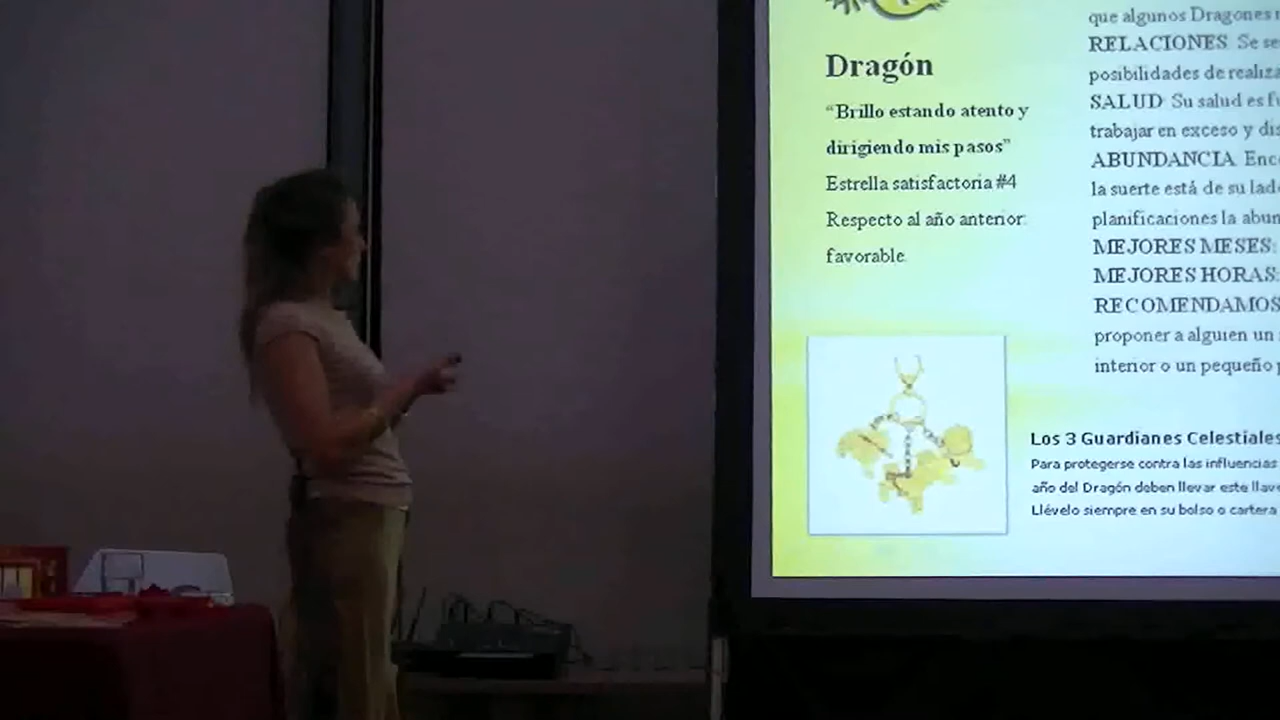 Dragón
“Brillo estando atento y
dirigiendo mis pasos”
Estrella satisfactoria #4
Respecto al año anterior:
favorable.
que algunos Dragones
RELACIONES. Se
posibilidades de
SALUD: Su salud es
trabajar en exceso y
ABUNDANCIA.
la suerte está de su
planificaciones la
MEJORES MESES:
MEJORES HORAS:
RECOMENDAMOS
proponer a alguien un
interior o un pequeño
Los 3 Guardianes Celestiales
Para protegerse contra las influencias
año del Dragón deben llevar este
Llévelo siempre en su bolso o cartera